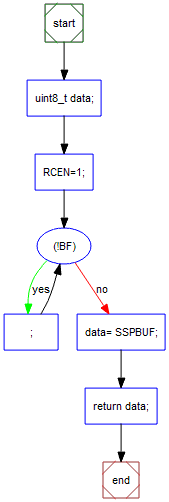 start
uint8_t data;
RCEN=1;
(!BF)
yes
no
;
data= SSPBUF;
return data;
end